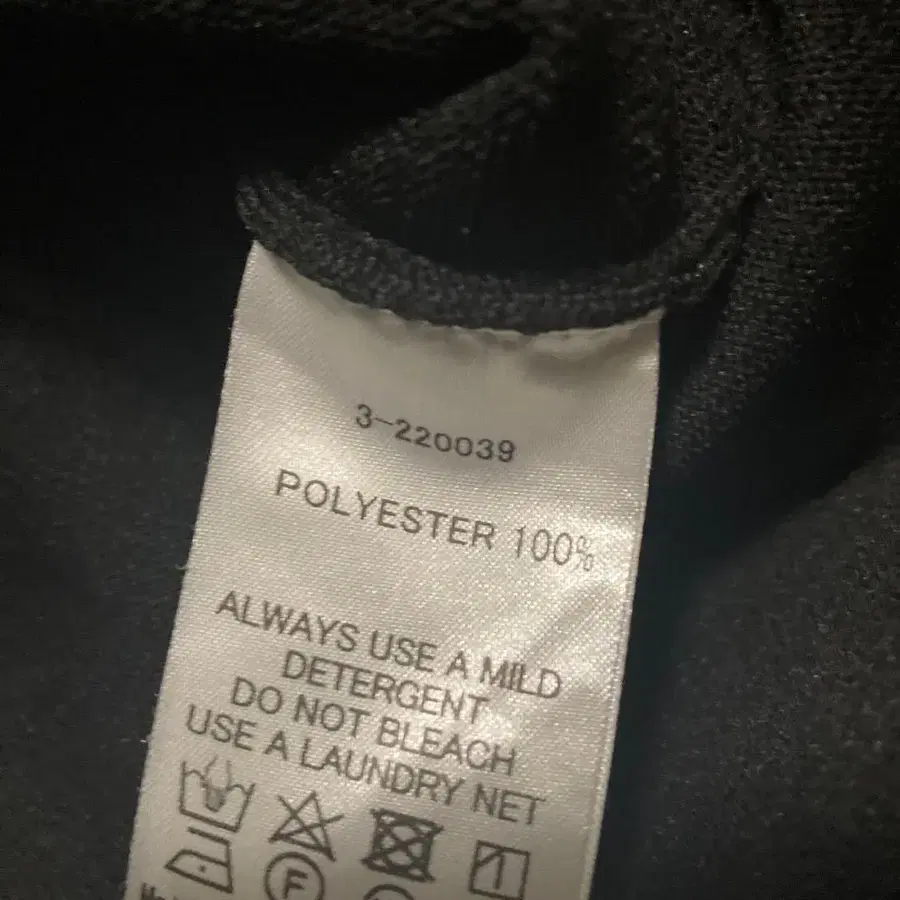 3-220039
POLYESTER 100%
ALWAYS USE A MILD
DETERGENT
DO NOT BLEACH
USE A LAUNDRY NET
F